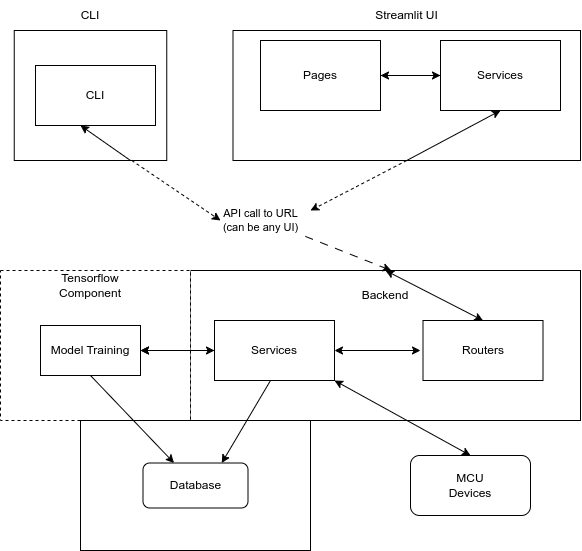 CLI
Streamlit UI
CLI
Pages
Services
API call to URL
(can be any UI)
Tensorflow
Component
Backend
Model Training
Services
Routers
Database
MCU
Devices